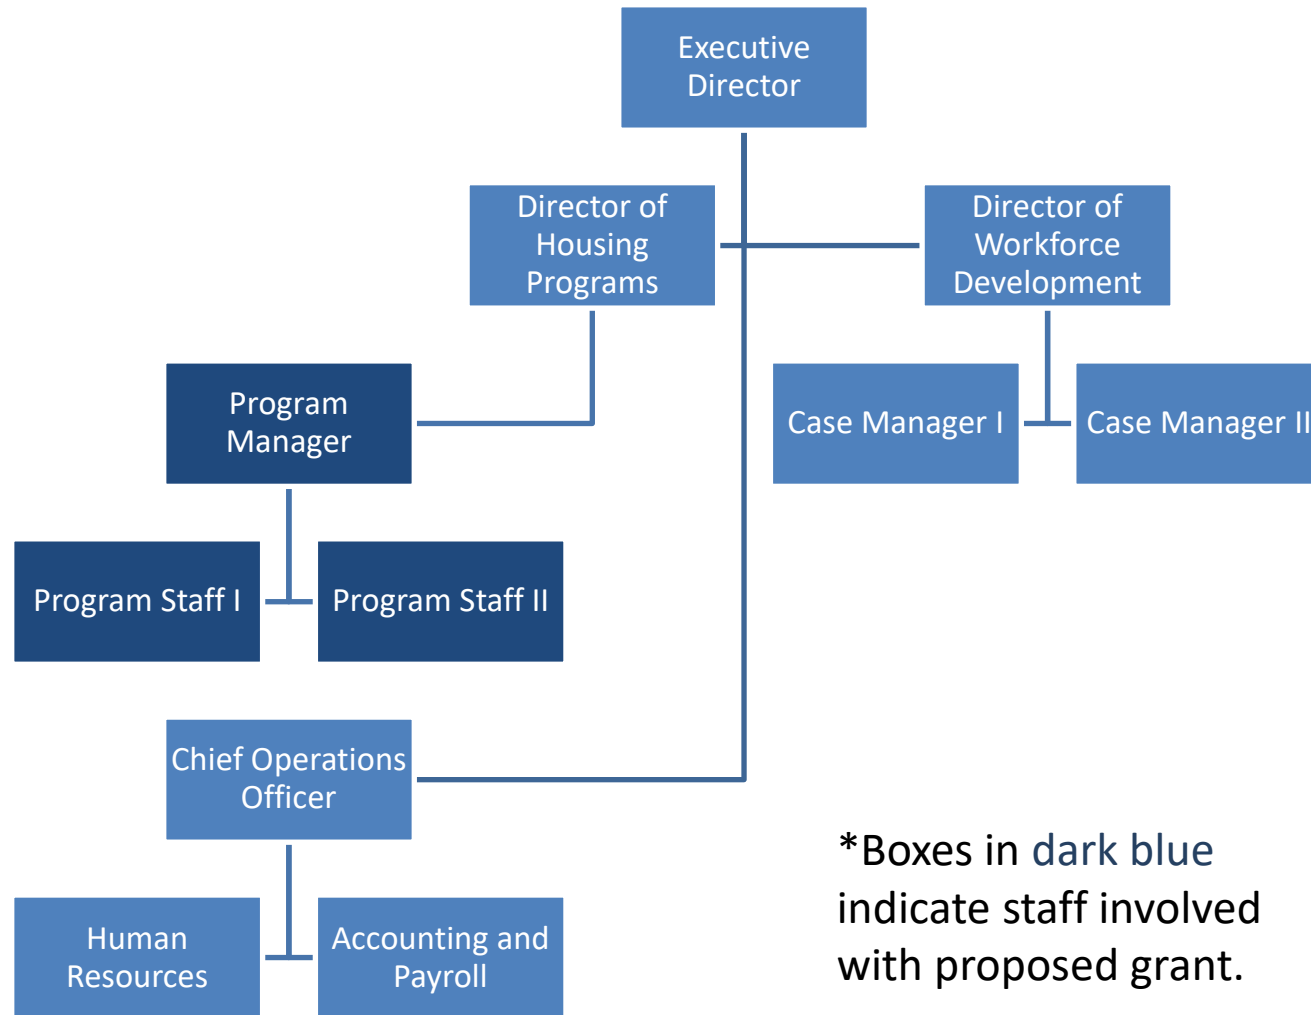 Executive
Director
Director of
Housing
Programs
Director of
Workforce
Development
Program
Manager
Case Manager I
Case Manager II
Program Staff I
Program Staff II
Chief Operations
Officer
Human
Resources
Accounting and
Payroll
*Boxes in dark blue
indicate staff involved
with proposed grant.